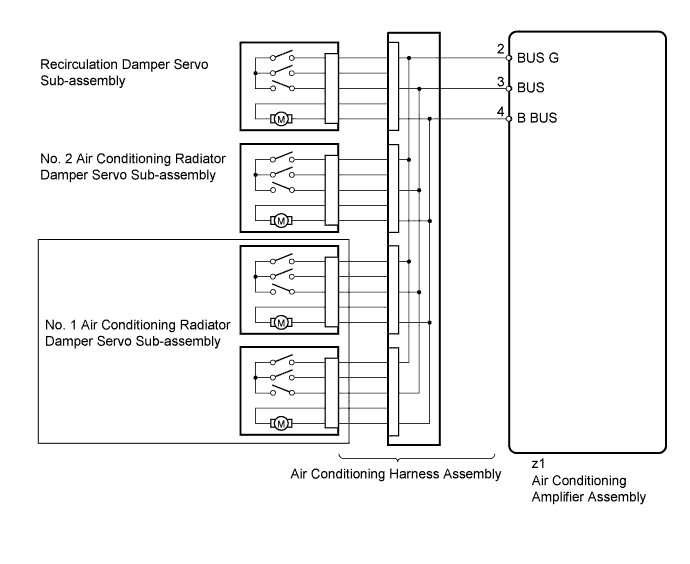 Recirculation Damper Servo
Sub-assembly
2
BUS G
3
BUS
4
B BUS
M
No. 2 Air Conditioning Radiator
Damper Servo Sub-assembly
M
No. 1 Air Conditioning Radiator
Damper Servo Sub-assembly
M
M
Air Conditioning Harness Assembly
z1
Air Conditioning
Amplifier Assembly